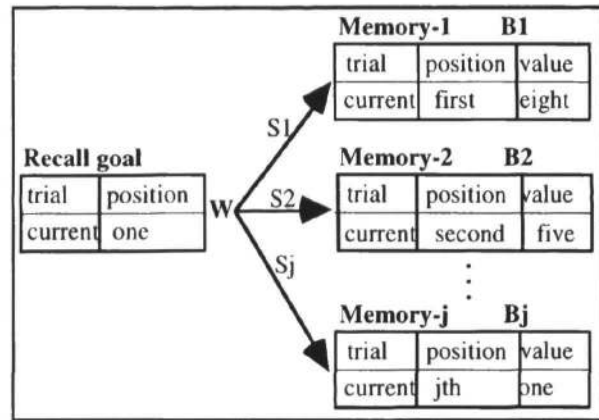 Memory-1 B1
trial position value
current first eight
S1
Recall goal
trial position
current one
W
Memory-2 B2
trial position value
current second five
S2
Sj
Memory-j Bj
trial position value
current jth one